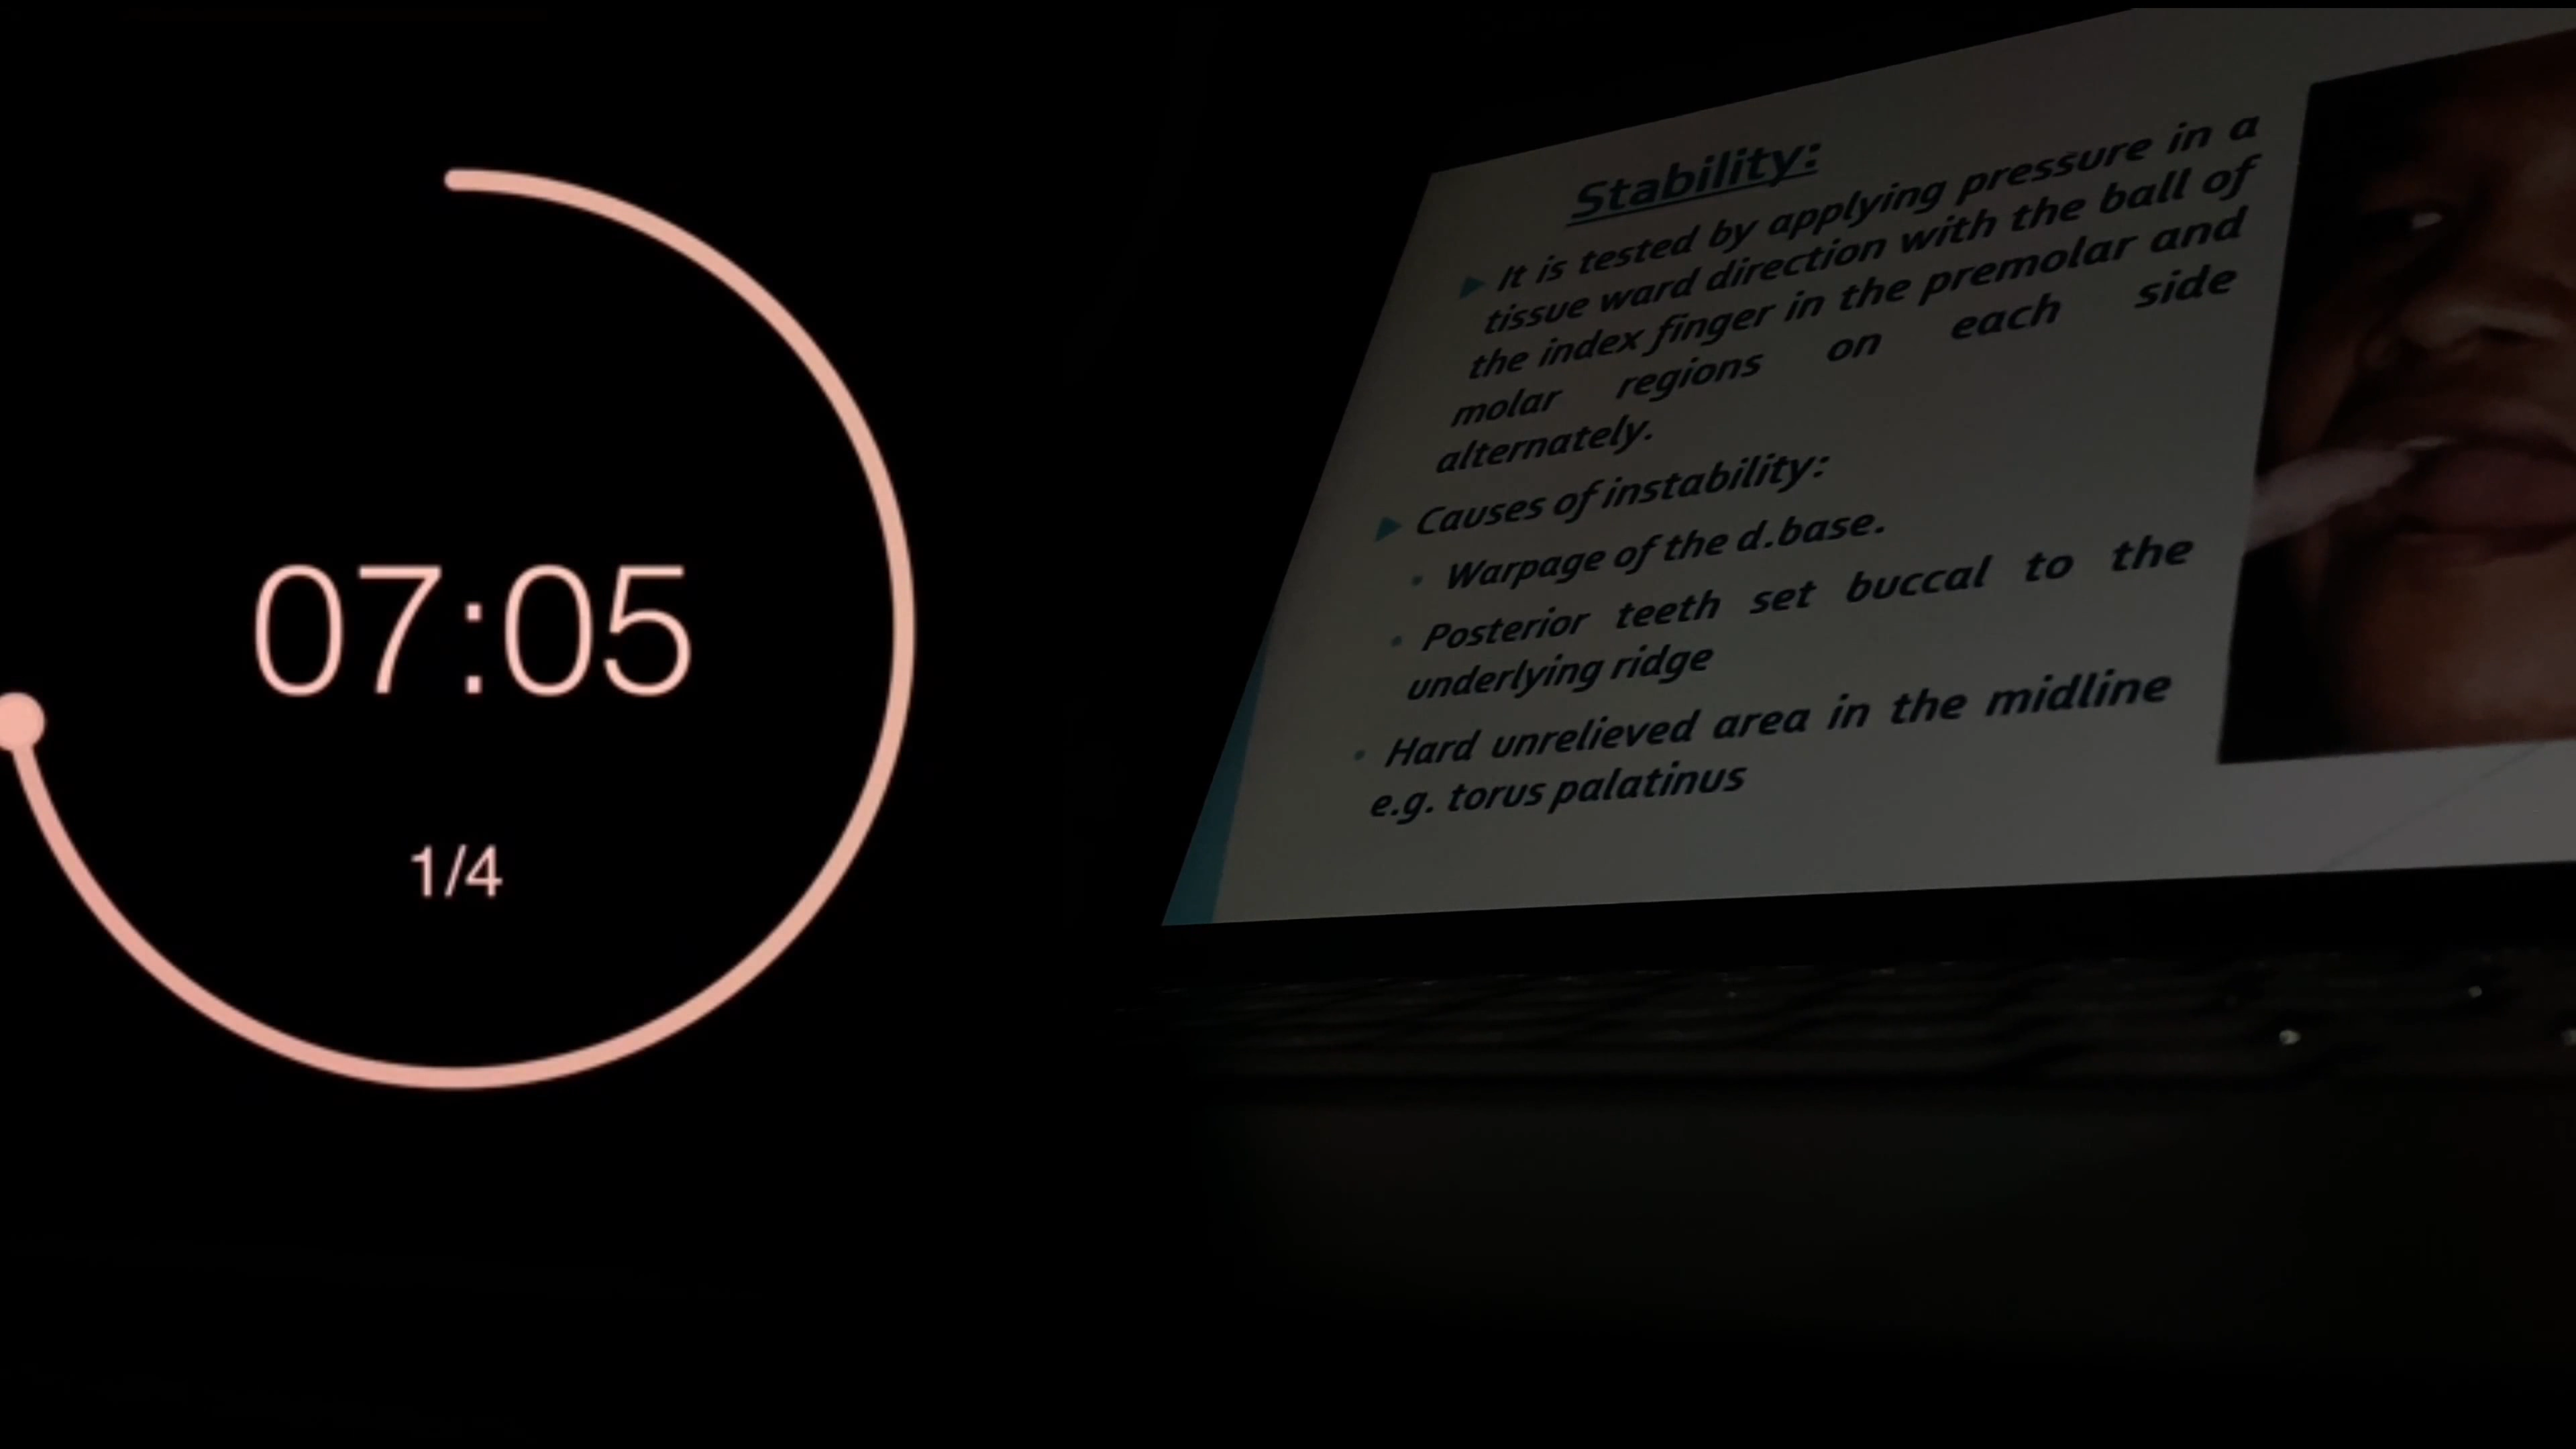 07:05
1/4
Stability:
It is tested by applying pressure in a
tissue ward direction with the ball of
the index finger in the premolar and
molar regions on each side
alternately.
Causes of instability:
Warpage of the d.base.
Posterior teeth set buccal to the
underlying ridge
Hard unrelieved area in the midline
e.g. torus palatinus